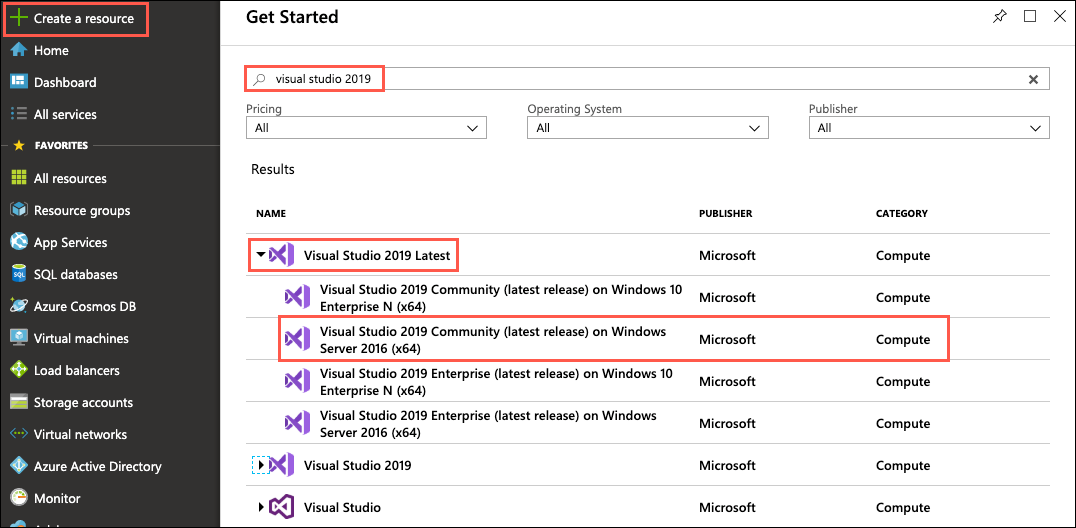 Create a resource
Home
Dashboard
All services
FAVORITES
All resources
Resource groups
App Services
SQL databases
Azure Cosmos DB
Virtual machines
Load balancers
Storage accounts
Virtual networks
Azure Active Directory
Monitor
Get Started
visual studio 2019
Pricing Operating System Publisher
All All All
Results
NAME PUBLISHER CATEGORY
Visual Studio 2019 Latest Microsoft Compute
Visual Studio 2019 Community (latest release) on Windows 10
Enterprise N (x64) Microsoft Compute
Visual Studio 2019 Community (latest release) on Windows
Server 2016 (x64) Microsoft Compute
Visual Studio 2019 Enterprise (latest release) on Windows 10
Enterprise N (x64) Microsoft Compute
Visual Studio 2019 Enterprise (latest release) on Windows
Server 2016 (x64) Microsoft Compute
Visual Studio 2019 Microsoft Compute
Visual Studio Microsoft Compute